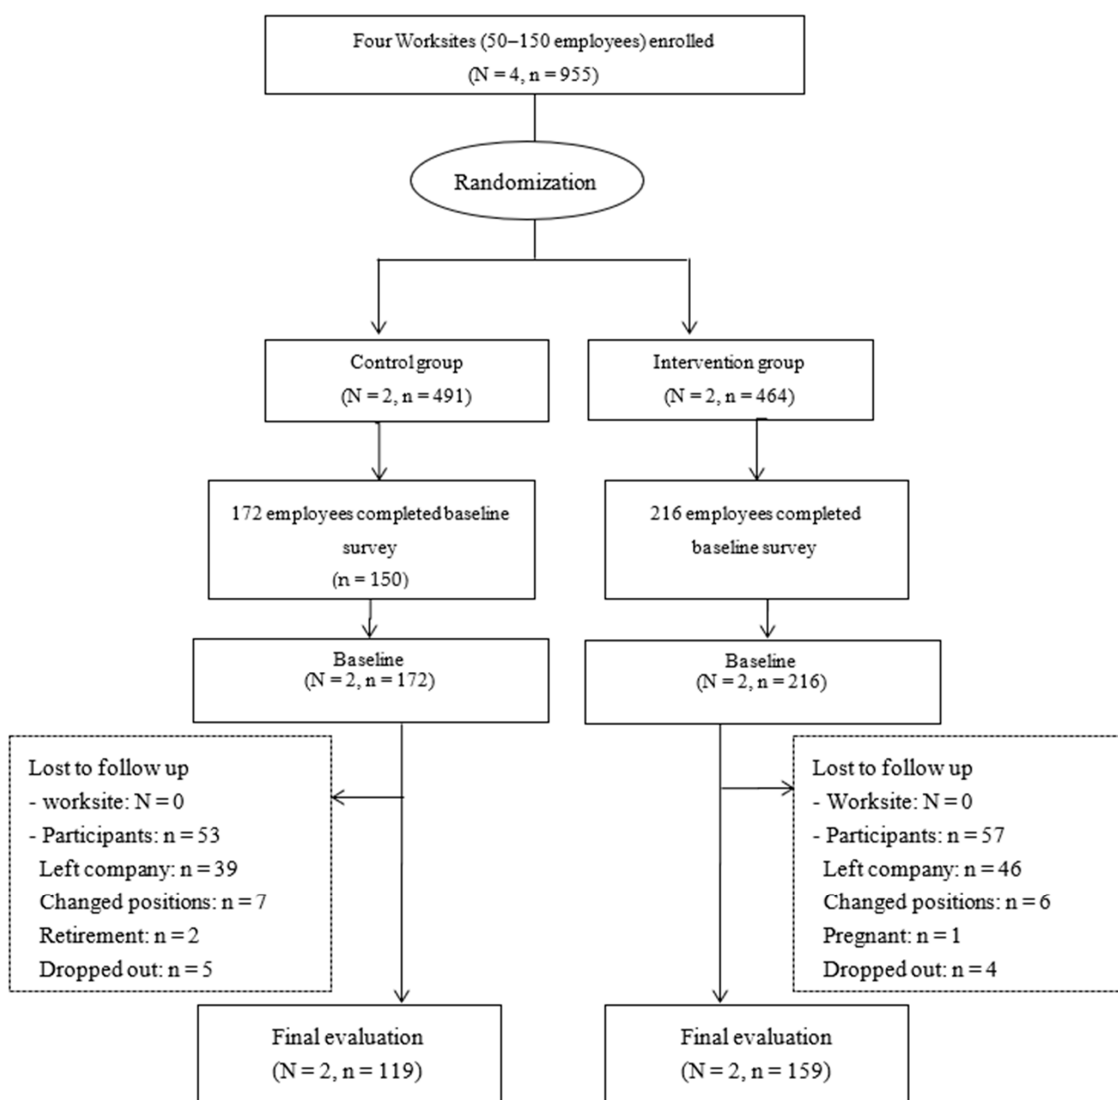 Four Worksites (50–150 employees) enrolled
(N = 4, n = 955)
Randomization
Control group
(N = 2, n = 491)
Intervention group
(N = 2, n = 464)
172 employees completed baseline
survey
(n = 150)
216 employees completed
baseline survey
Baseline
(N = 2, n = 172)
Baseline
(N = 2, n = 216)
Lost to follow up
- worksite: N = 0
- Participants: n = 53
Left company: n = 39
Changed positions: n = 7
Retirement: n = 2
Dropped out: n = 5
Lost to follow up
- Worksite: N = 0
- Participants: n = 57
Left company: n = 46
Changed positions: n = 6
Pregnant: n = 1
Dropped out: n = 4
Final evaluation
(N = 2, n = 119)
Final evaluation
(N = 2, n = 159)